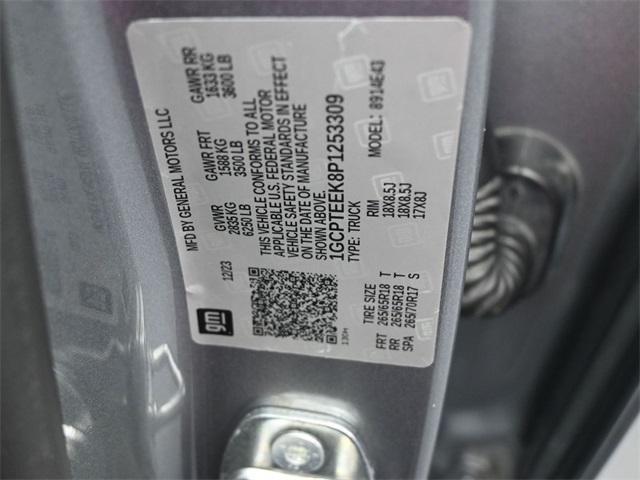 MFD BY GENERAL MOTORS LLC
GVWR GAWR FRT GAWR RR
2835 KG 1588 KG 1633 KG
6250 LB 3500 LB 3600 LB
THIS VEHICLE CONFORMS TO ALL
APPLICABLE U.S. FEDERAL MOTOR
VEHICLE SAFETY STANDARDS IN EFFECT
ON THE DATE OF MANUFACTURE
SHOWN ABOVE.
1GCPTEEK8P1253309
TYPE: TRUCK MODEL: 8914E43
12/23
gm
130H
TIRE SIZE RIM
FRT 265/65R18 T 18X8.5J
RR 265/65R18 T 18X8.5J
SPA 265/70R17 S 17X8J